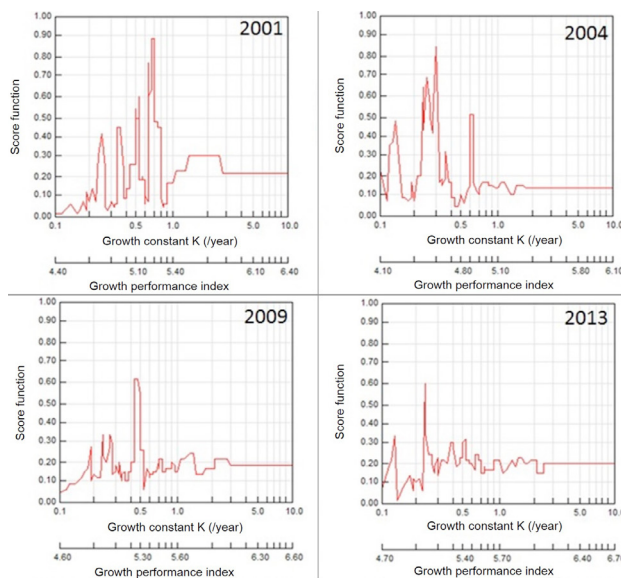 2001
Score function
1.00
0.90
0.80
0.70
0.60
0.50
0.40
0.30
0.20
0.10
0.00
0.1 0.5 1.0 5.0 10.0
Growth constant K (/year)
4.40 5.10 5.40 6.10 6.40
Growth performance index
2004
Score function
1.00
0.90
0.80
0.70
0.60
0.50
0.40
0.30
0.20
0.10
0.00
0.1 0.5 1.0 5.0 10.0
Growth constant K (/year)
4.10 4.80 5.10 5.80 6.10
Growth performance index
2009
Score function
1.00
0.90
0.80
0.70
0.60
0.50
0.40
0.30
0.20
0.10
0.00
0.1 0.5 1.0 5.0 10.0
Growth constant K (/year)
4.60 5.30 5.60 6.30 6.60
Growth performance index
2013
Score function
1.00
0.90
0.80
0.70
0.60
0.50
0.40
0.30
0.20
0.10
0.00
0.1 0.5 1.0 5.0 10.0
Growth constant K (/year)
4.70 5.40 5.70 6.40 6.70
Growth performance index